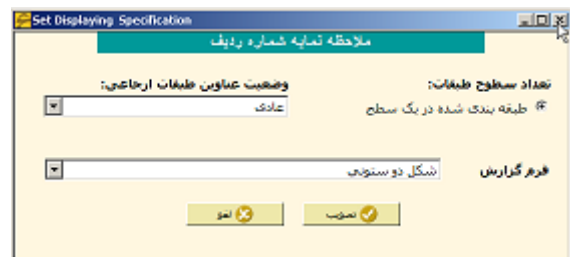 Set Displaying Specification
ملاحظه نمایه شماره ردیف
تعداد سطوح طبقات:
وضعیت عناوین طبقات ارجاعی:
طبقه بندی شده در یک سطح
عادی
فرم گزارش
شکل دو ستونی
تصویب
لغو